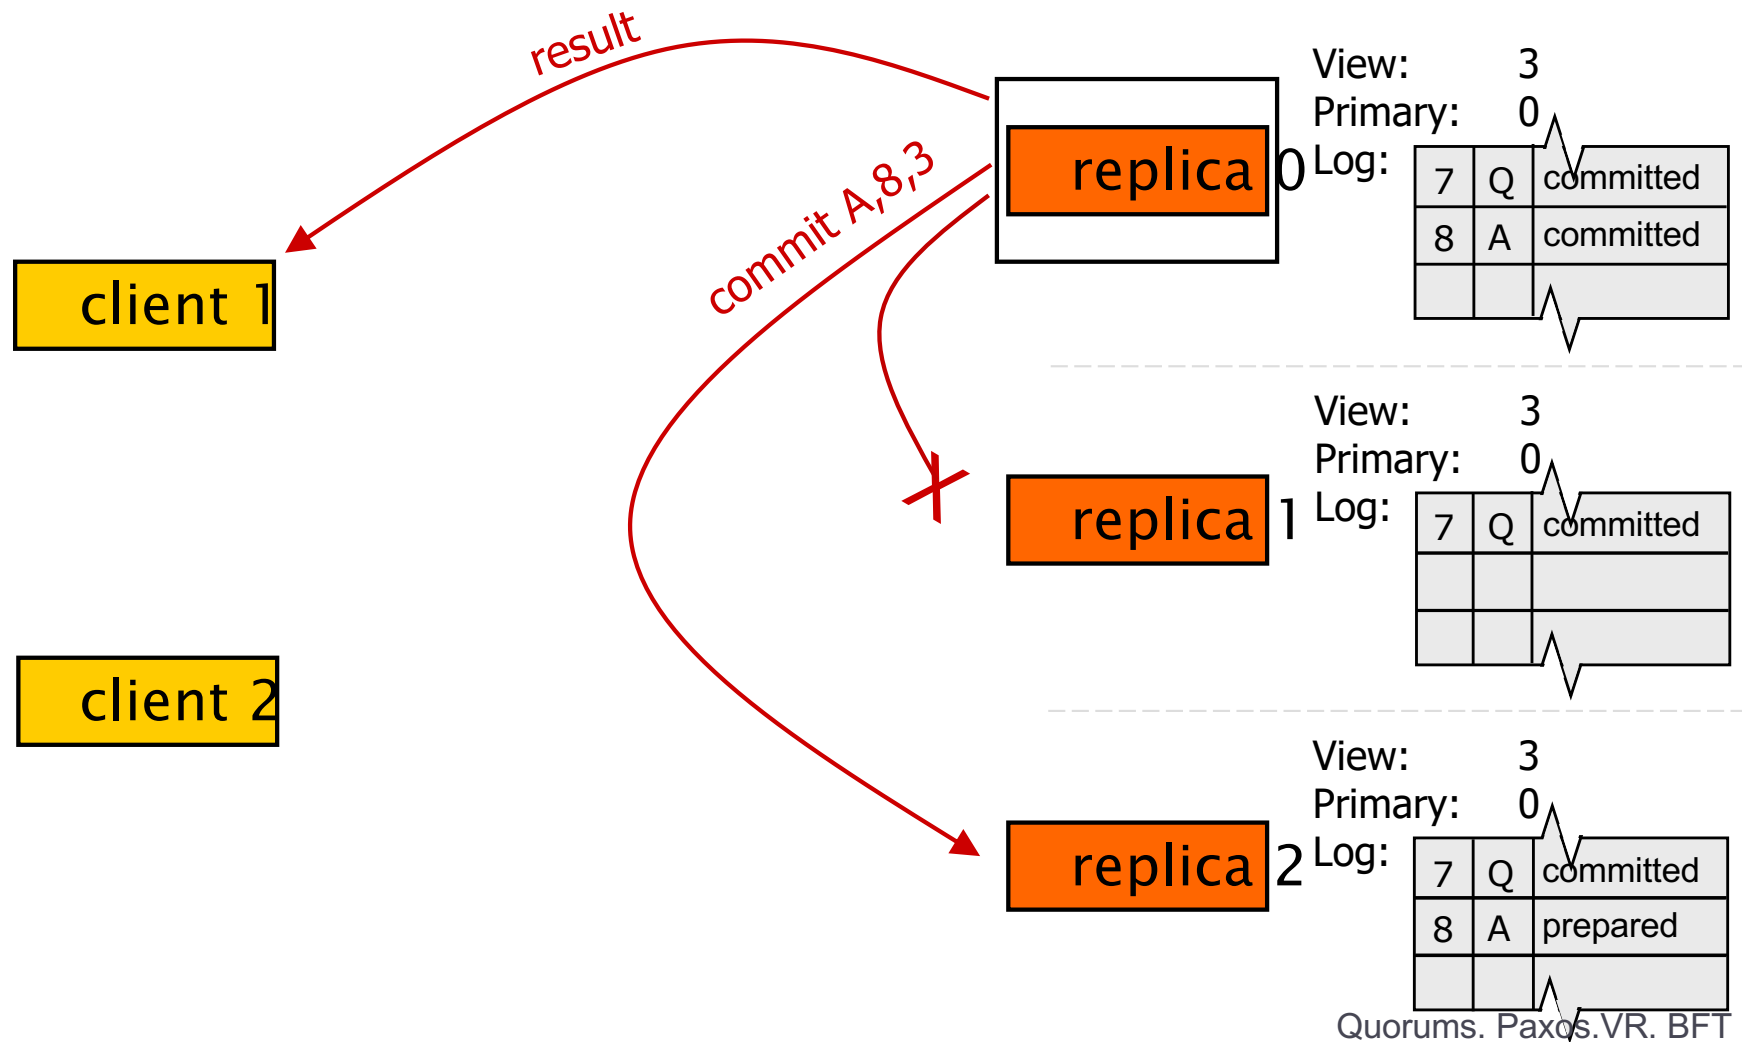 result
commit A,8,3
client 1
client 2
replica 0
View: 3
Primary: 0
Log:
7 Q committed
8 A committed
replica 1
View: 3
Primary: 0
Log:
7 Q committed
replica 2
View: 3
Primary: 0
Log:
7 Q committed
8 A prepared
Quorums. Paxos.VR. BFT